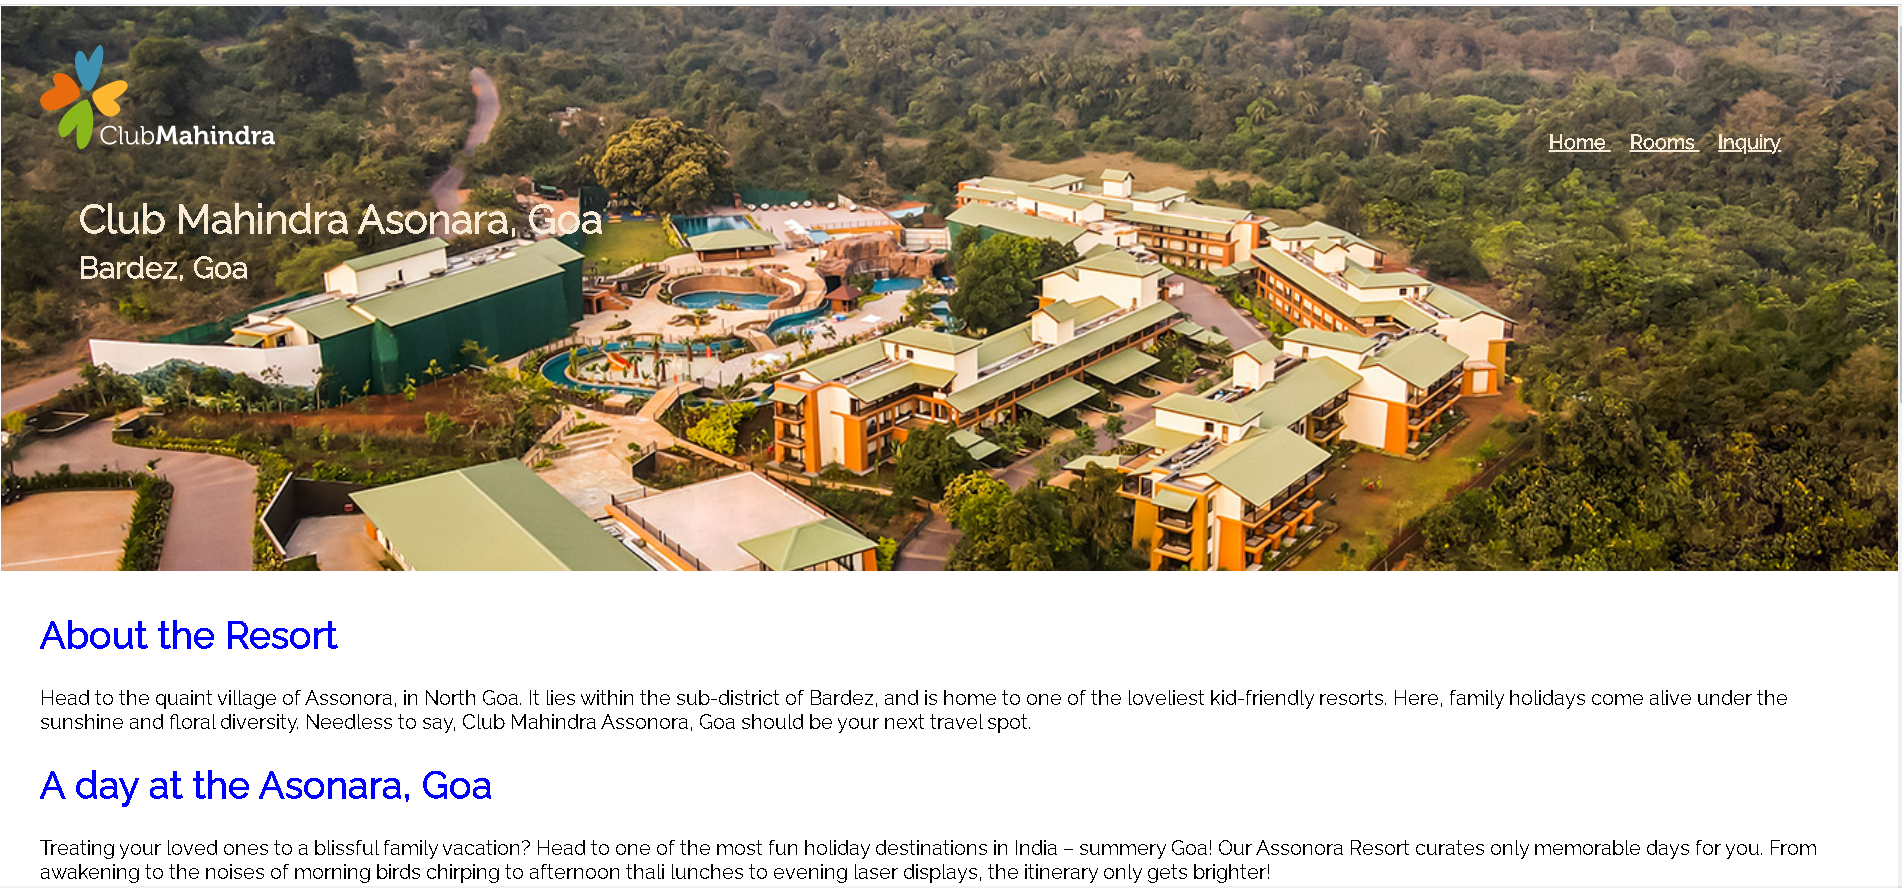 ClubMahindra
Home Rooms Inquiry
Club Mahindra Asonara, Goa
Bardez, Goa
About the Resort
Head to the quaint village of Assonora, in North Goa. It lies within the sub-district of Bardez, and is home to one of the loveliest kid-friendly resorts. Here, family holidays come alive under the
sunshine and floral diversity. Needless to say, Club Mahindra Assonora, Goa should be your next travel spot.
A day at the Asonara, Goa
Treating your loved ones to a blissful family vacation? Head to one of the most fun holiday destinations in India – summery Goa! Our Assonora Resort curates only memorable days for you. From
awakening to the noises of morning birds chirping to afternoon thali lunches to evening laser displays, the itinerary only gets brighter!